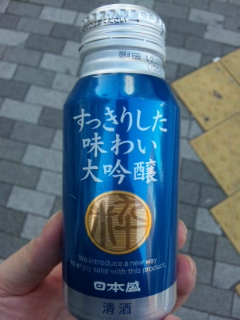 すっきりした
味わい
大吟醸
粋
We introduce a new way
to enjoy sake with this product.
日本盛
清酒